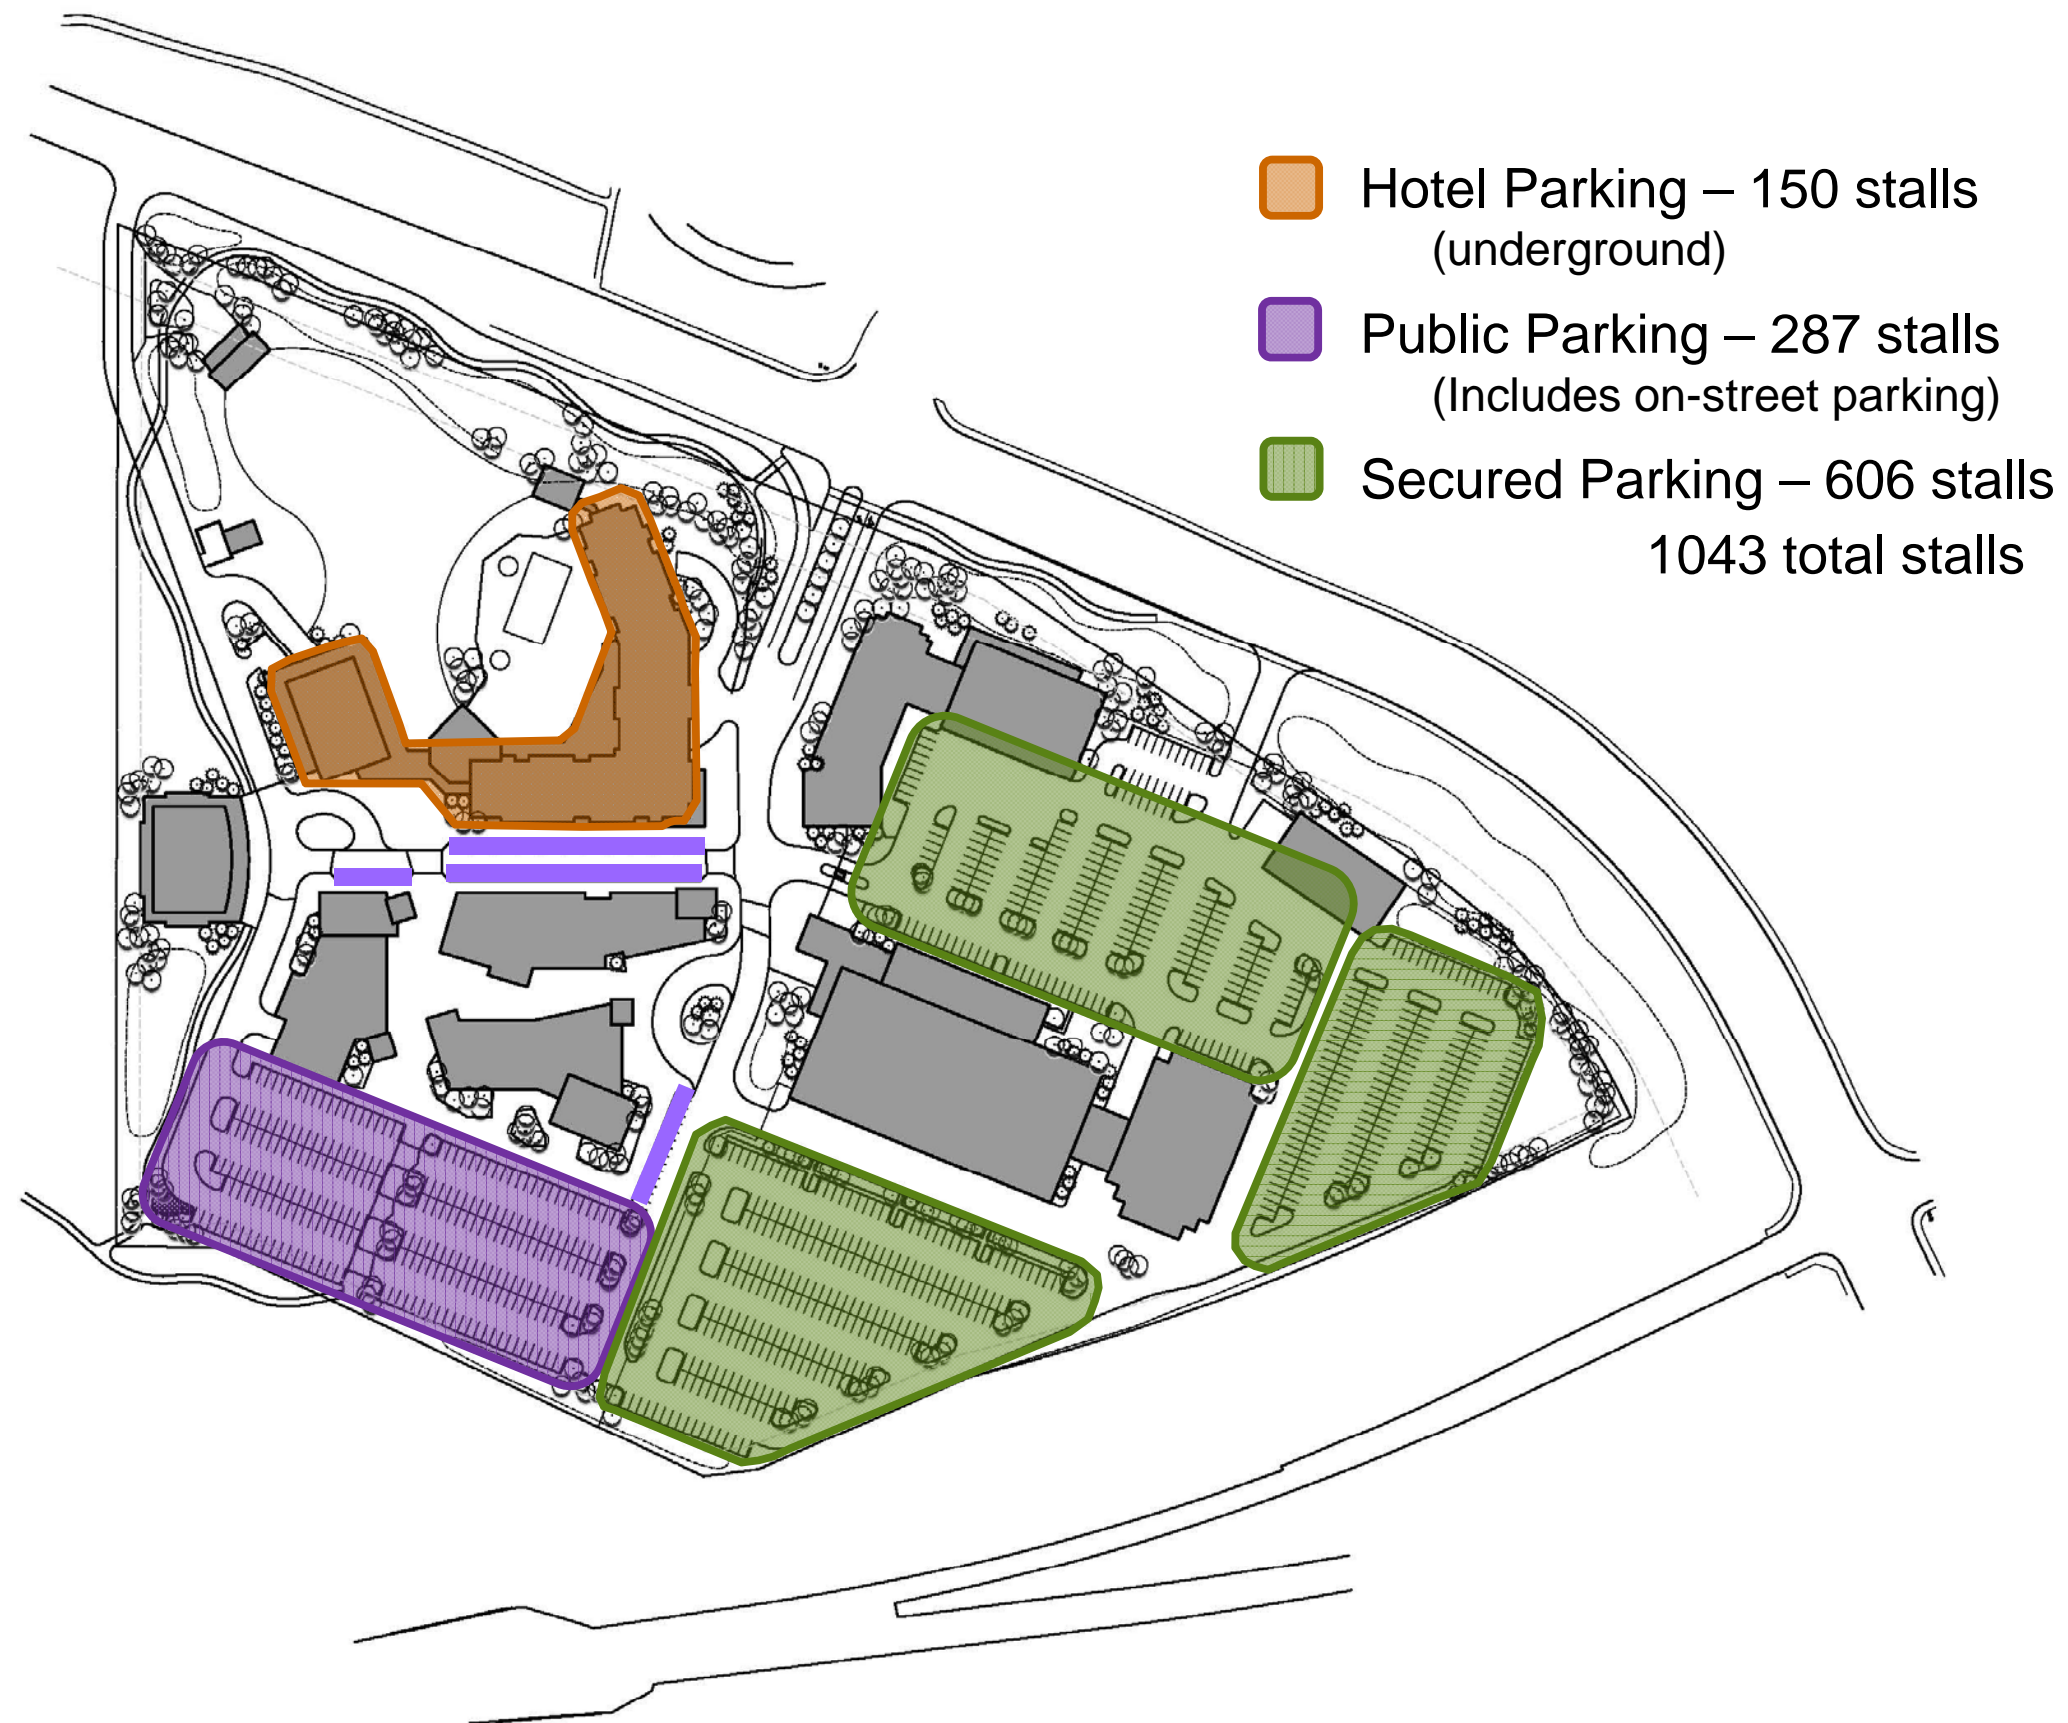 Hotel Parking – 150 stalls
(underground)
Public Parking – 287 stalls
(Includes on-street parking)
Secured Parking – 606 stalls
1043 total stalls